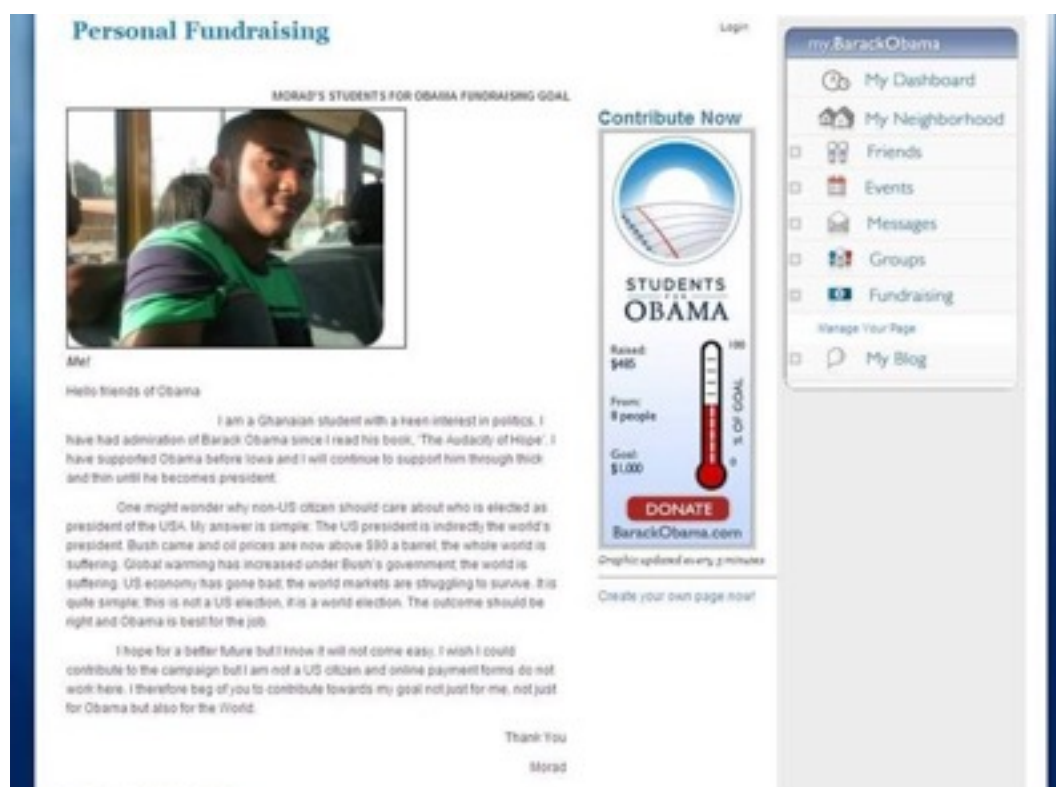 Personal Fundraising
Login
MORAD'S STUDENTS FOR OBAMA FUNDRAISING GOAL
Me!
Hello friends of Obama
I am a Ghanaian student with a keen interest in politics. I
have had admiration of Barack Obama since I read his book, 'The Audacity of Hope'. I
have supported Obama before Iowa and I will continue to support him through thick
and thin until he becomes president.
One might wonder why non-US citizen should care about who is elected as
president of the USA. My answer is simple: The US president is indirectly the world's
president. Bush came and oil prices are now above $90 a barrel, the whole world is
suffering. Global warming has increased under Bush's government, the world is
suffering. US economy has gone bad, the world markets are struggling to survive. It is
quite simple, this is not a US election, it is a world election. The outcome should be
right and Obama is best for the job.
I hope for a better future but I know it will not come easy. I wish I could
contribute to the campaign but I am not a US citizen and online payment forms do not
work here. I therefore beg of you to contribute towards my goal not just for me, not just
for Obama but also for the World.
Thank You
Morad
Contribute Now
STUDENTS
FOR
OBAMA
Raised:
$485
From:
8 people
Goal:
$1,000
100
% OF GOAL
0
DONATE
BarackObama.com
Graphic updated every 5 minutes
Create your own page now!
my.BarackObama
My Dashboard
My Neighborhood
Friends
Events
Messages
Groups
Fundraising
Manage Your Page
My Blog